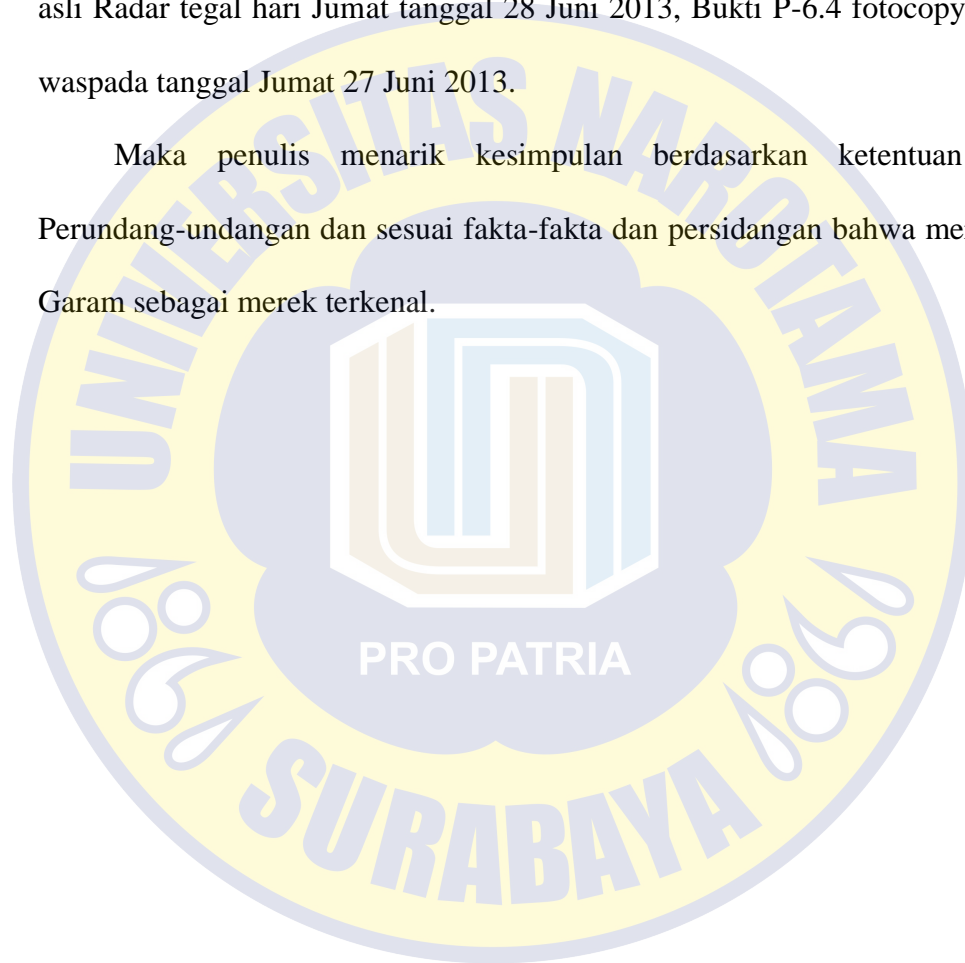 asli Radar tegal hari Jumat tanggal 28 Juni 2013, Bukti P-6.4 fotocopy
waspada tanggal Jumat 27 Juni 2013.
Maka penulis menarik kesimpulan berdasarkan ketentuan
Perundang-undangan dan sesuai fakta-fakta dan persidangan bahwa
Garam sebagai merek terkenal.
UNIVERSITAS NAROTAMA
PRO PATRIA
SURABAYA